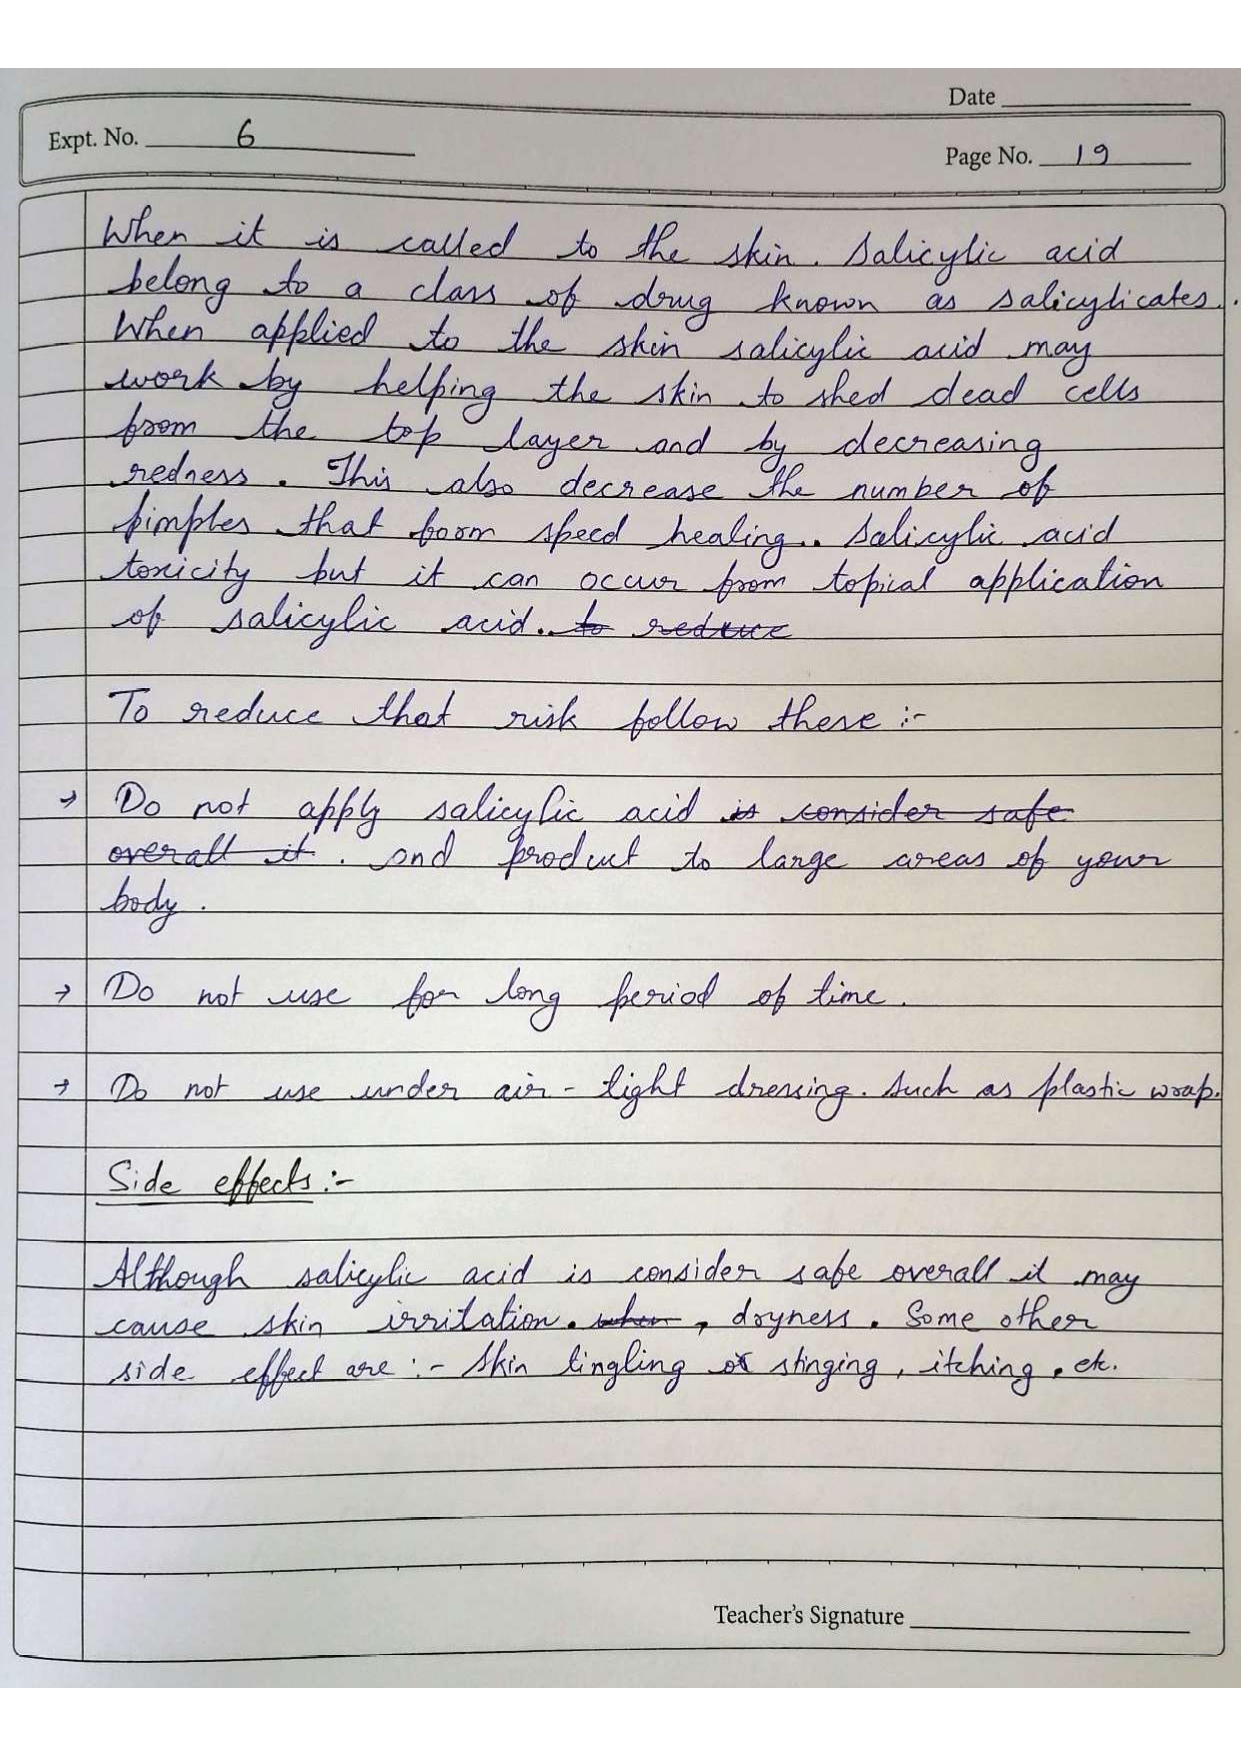 Date
Expt. No. 6
Page No. 19
When it is called to the skin. Salicylic acid
belong to a class of drug known as salicylicates.
When applied to the skin salicylic acid may
work by helping the skin to shed dead cells
from the top layer and by decreasing
redness. This also decrease the number of
pimples that form speed healing.. Salicylic acid
toxicity but it can occur from topical application
of salicylic acid. to reduce
To reduce that risk follow these :-
→ Do not apply salicylic acid is consider safe
overall it. and product to large areas of your
body.
→ Do not use for long period of time.
→ Do not use under air-tight dressing. Such as plastic wrap.
Side effects :-
Although salicylic acid is consider safe overall it may
cause skin irritation. when, dryness. Some other
side effect are :- Skin tingling or stinging, itching, etc.
Teacher's Signature